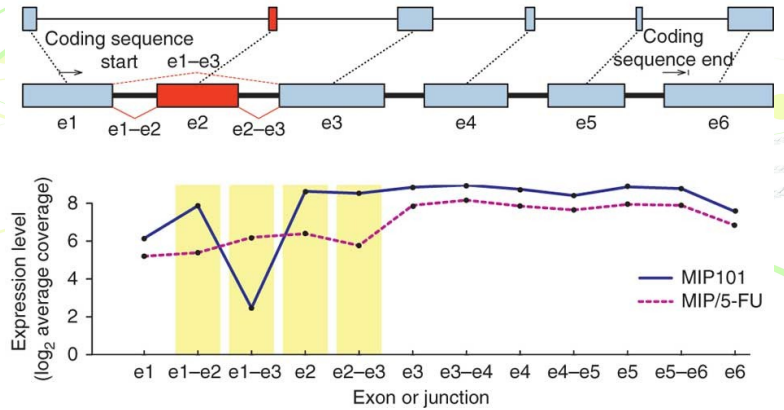 Coding sequence
start
e1–e3
Coding
sequence end
e1
e1–e2
e2
e2–e3
e3
e4
e5
e6
Expression level
(log2 average coverage)
8
6
4
2
0
MIP101
MIP/5-FU
e1 e1–e2 e1–e3 e2 e2–e3 e3 e3–e4 e4 e4–e5 e5 e5–e6 e6
Exon or junction